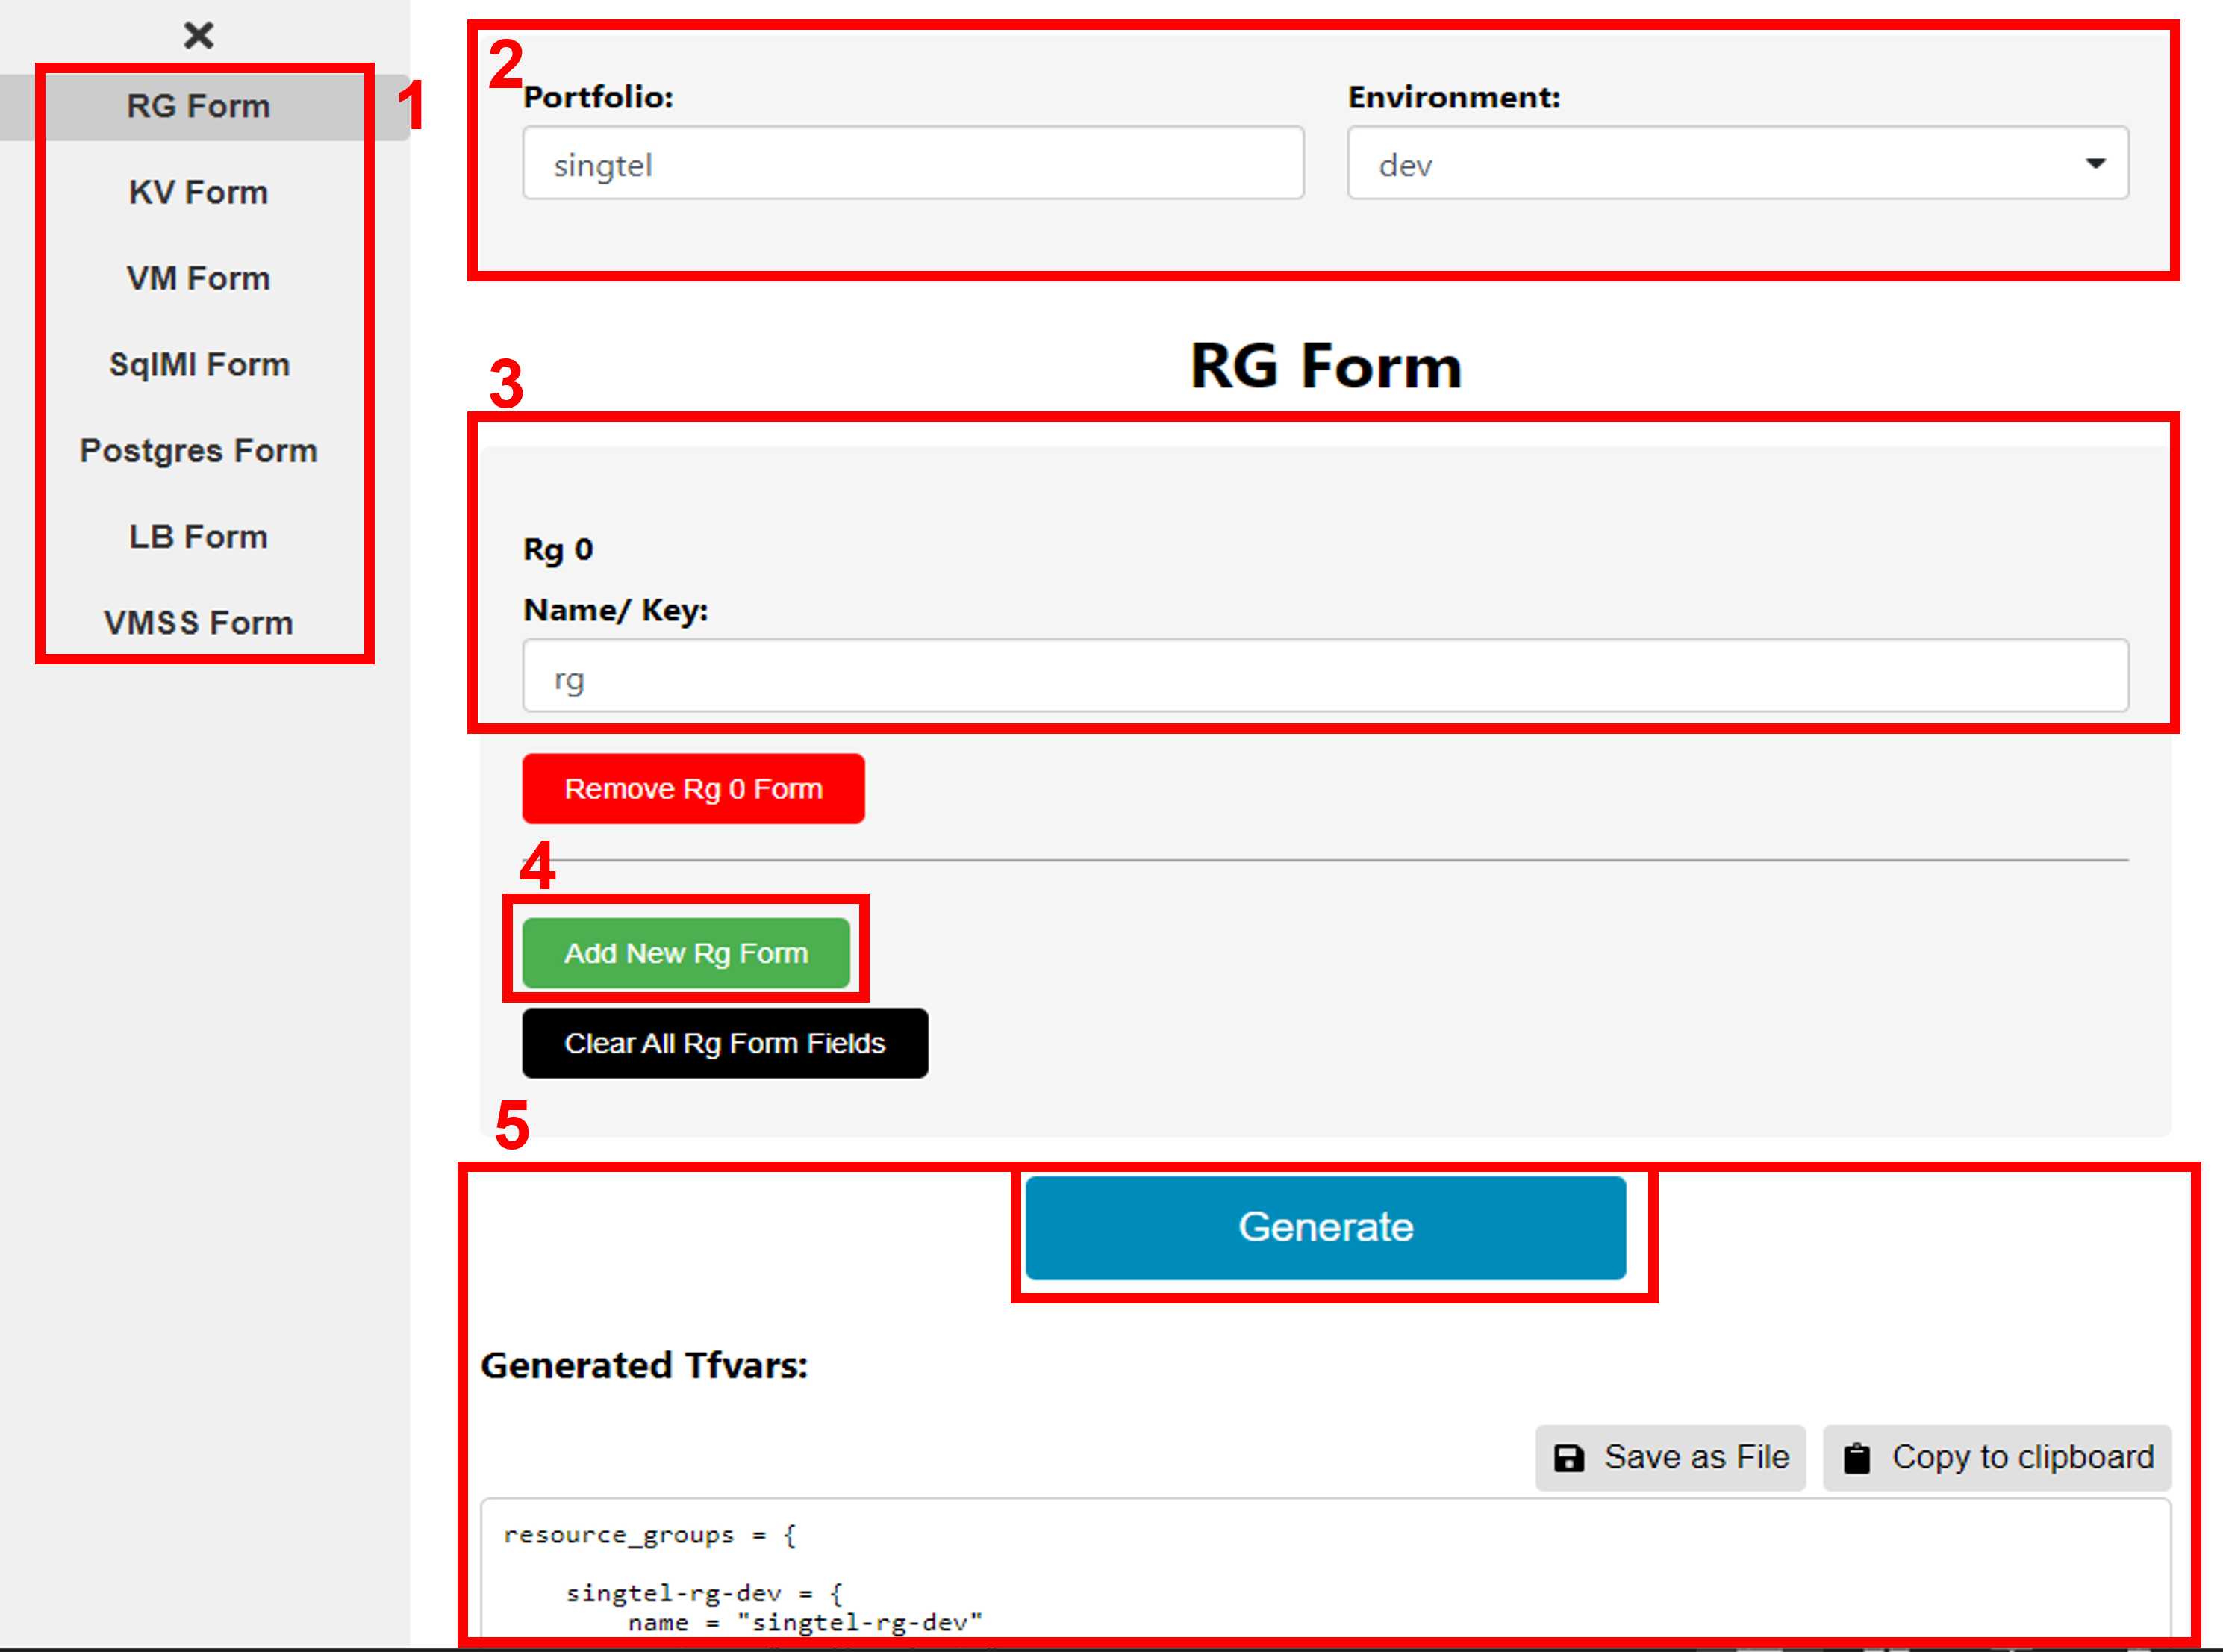 1
RG Form
KV Form
VM Form
SqlMI Form
Postgres Form
LB Form
VMSS Form
2
Portfolio: Environment:
singtel dev
RG Form
3
Rg 0
Name/ Key:
rg
Remove Rg 0 Form
4
Add New Rg Form
Clear All Rg Form Fields
5
Generate
Generated Tfvars:
Save as File Copy to clipboard
resource_groups = {
singtel-rg-dev = {
name = "singtel-rg-dev"